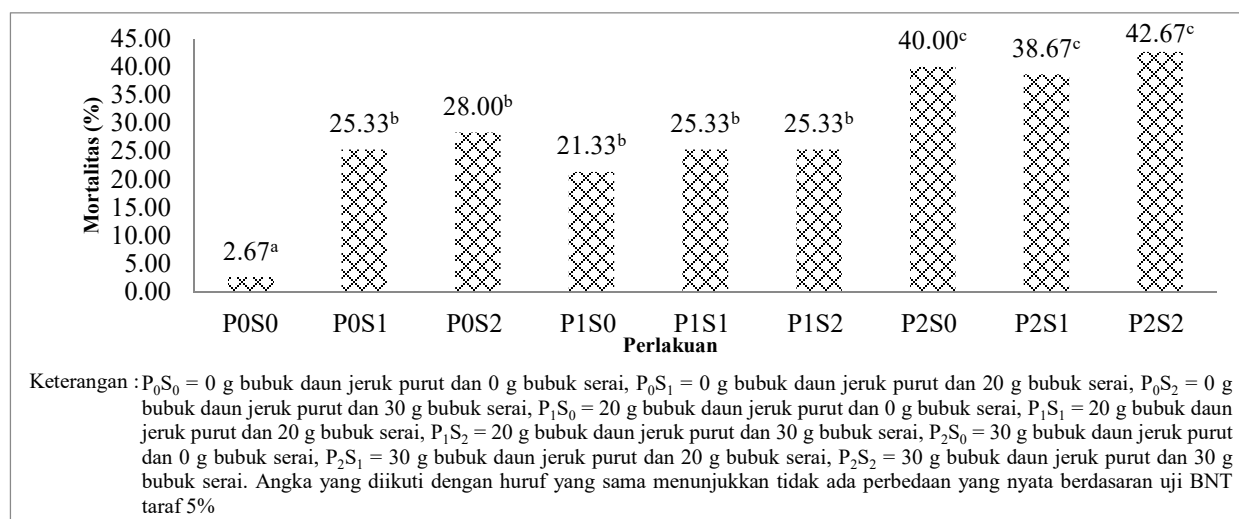 45.00
40.00
35.00
30.00
25.00
20.00
15.00
10.00
5.00
0.00
Mortalitas (%)
2.67ᵃ
25.33ᵇ
28.00ᵇ
21.33ᵇ
25.33ᵇ
25.33ᵇ
40.00ᶜ
38.67ᶜ
42.67ᶜ
P0S0 P0S1 P0S2 P1S0 P1S1 P1S2 P2S0 P2S1 P2S2
Perlakuan
Keterangan : P₀S₀ = 0 g bubuk daun jeruk purut dan 0 g bubuk serai, P₀S₁ = 0 g bubuk daun jeruk purut dan 20 g bubuk serai, P₀S₂ = 0 g
bubuk daun jeruk purut dan 30 g bubuk serai, P₁S₀ = 20 g bubuk daun jeruk purut dan 0 g bubuk serai, P₁S₁ = 20 g bubuk daun
jeruk purut dan 20 g bubuk serai, P₁S₂ = 20 g bubuk daun jeruk purut dan 30 g bubuk serai, P₂S₀ = 30 g bubuk daun jeruk purut
dan 0 g bubuk serai, P₂S₁ = 30 g bubuk daun jeruk purut dan 20 g bubuk serai, P₂S₂ = 30 g bubuk daun jeruk purut dan 30 g
bubuk serai. Angka yang diikuti dengan huruf yang sama menunjukkan tidak ada perbedaan yang nyata berdasaran uji BNT
taraf 5%